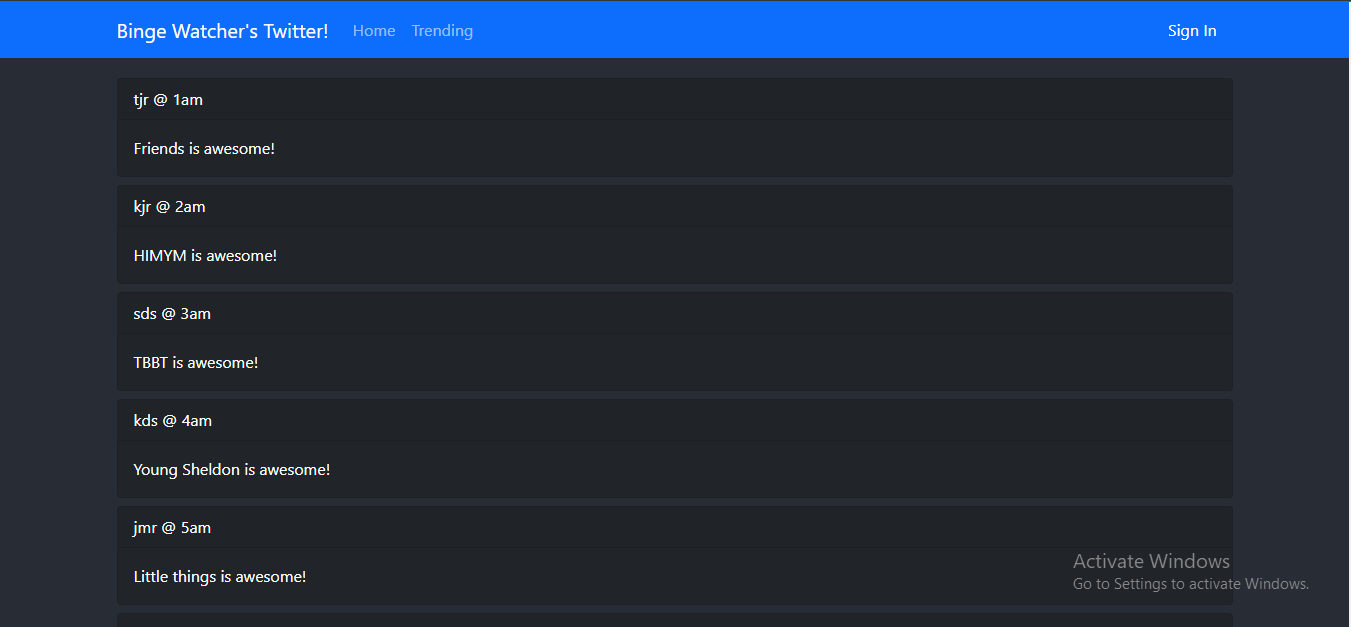 Binge Watcher's Twitter! Home Trending Sign In
tjr @ 1am
Friends is awesome!
kjr @ 2am
HIMYM is awesome!
sds @ 3am
TBBT is awesome!
kds @ 4am
Young Sheldon is awesome!
jmr @ 5am
Little things is awesome!
Activate Windows
Go to Settings to activate Windows.